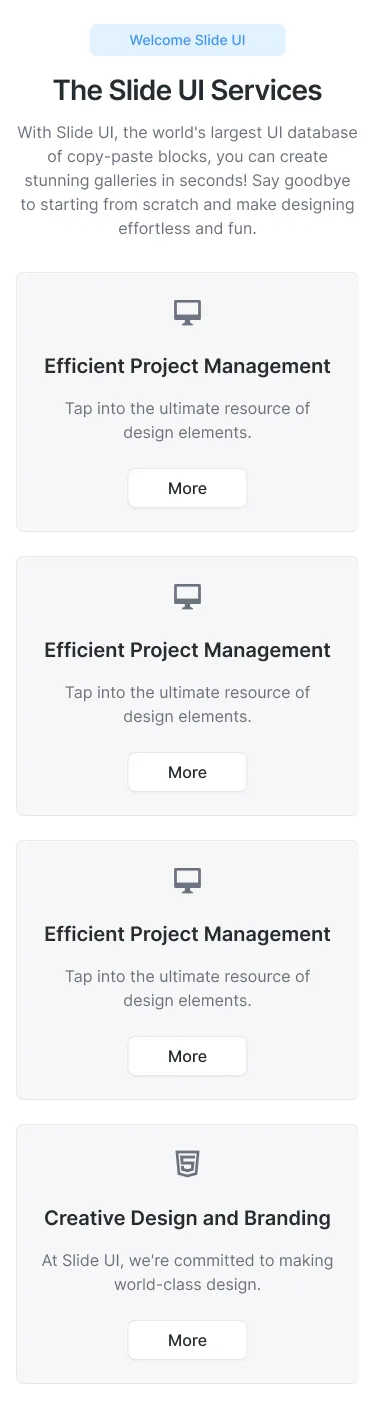 Welcome Slide UI
The Slide UI Services
With Slide UI, the world's largest UI database
of copy-paste blocks, you can create
stunning galleries in seconds! Say goodbye
to starting from scratch and make designing
effortless and fun.
Efficient Project Management
Tap into the ultimate resource of
design elements.
More
Efficient Project Management
Tap into the ultimate resource of
design elements.
More
Efficient Project Management
Tap into the ultimate resource of
design elements.
More
5
Creative Design and Branding
At Slide UI, we're committed to making
world-class design.
More